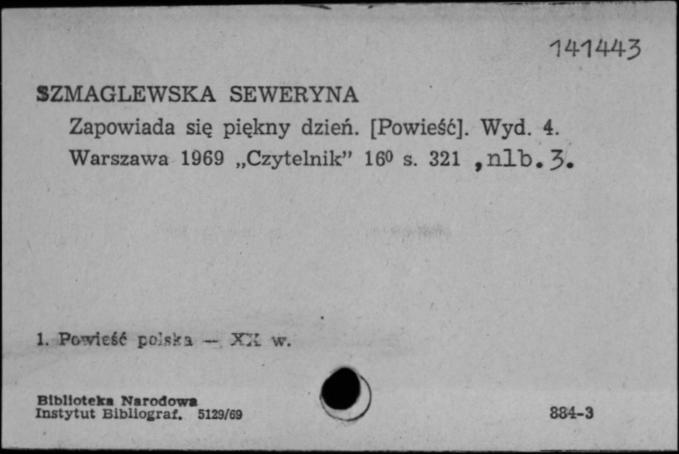 141443
SZMAGLEWSKA SEWERYNA
Zapowiada się piękny dzień. [Powieść]. Wyd. 4.
Warszawa 1969 „Czytelnik” 16⁰ s. 321 ,nlb.3.
1. Powieść polska — XX w.
Biblioteka Narodowa
Instytut Bibliograf. 5129/69
884-3